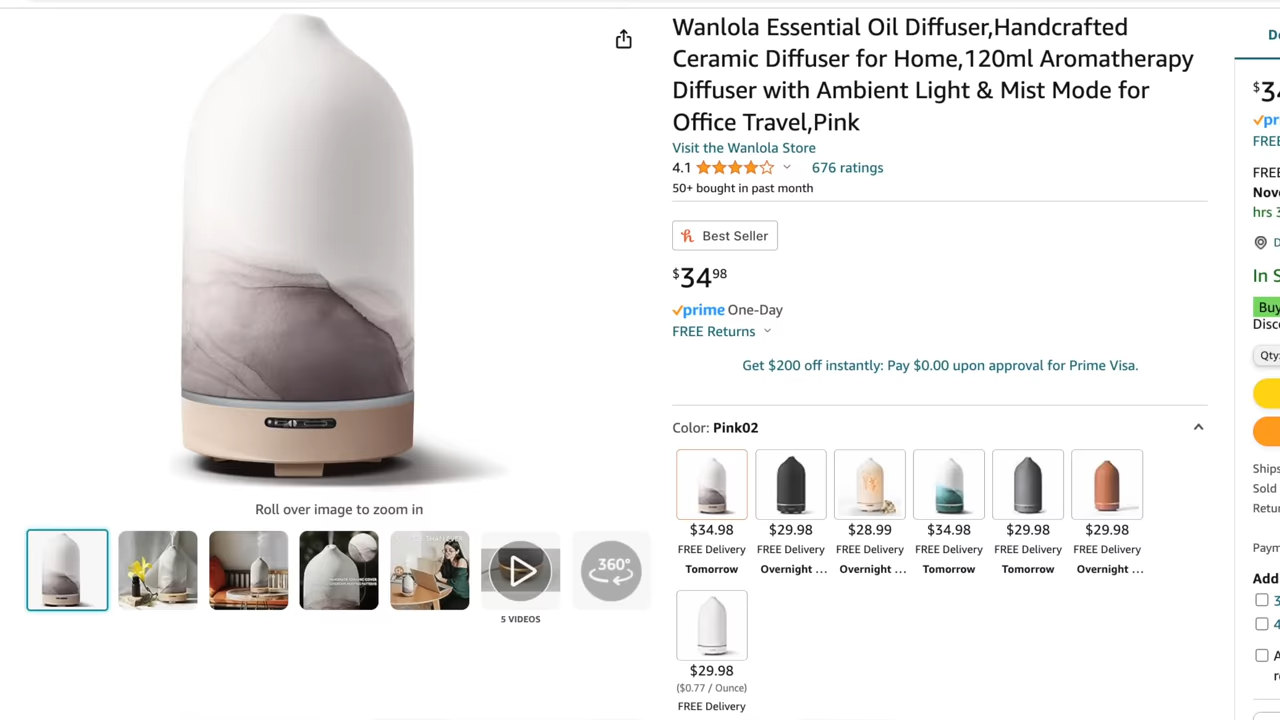 Wanlola Essential Oil Diffuser,Handcrafted
Ceramic Diffuser for Home,120ml Aromatherapy
Diffuser with Ambient Light & Mist Mode for
Office Travel,Pink
Visit the Wanlola Store
4.1 676 ratings
50+ bought in past month
Best Seller
$34.98
prime One-Day
FREE Returns
Get $200 off instantly: Pay $0.00 upon approval for Prime Visa.
Color: Pink02
$34.98 $29.98 $28.99 $34.98 $29.98 $29.98
FREE Delivery FREE Delivery FREE Delivery FREE Delivery FREE Delivery FREE Delivery
Tomorrow Overnight ... Overnight ... Tomorrow Tomorrow Overnight ...
$29.98
($0.77 / Ounce)
FREE Delivery
Roll over image to zoom in
360°
5 VIDEOS
FREE
In S
Buy
Disc
Qty:
Ships
Sold
Add